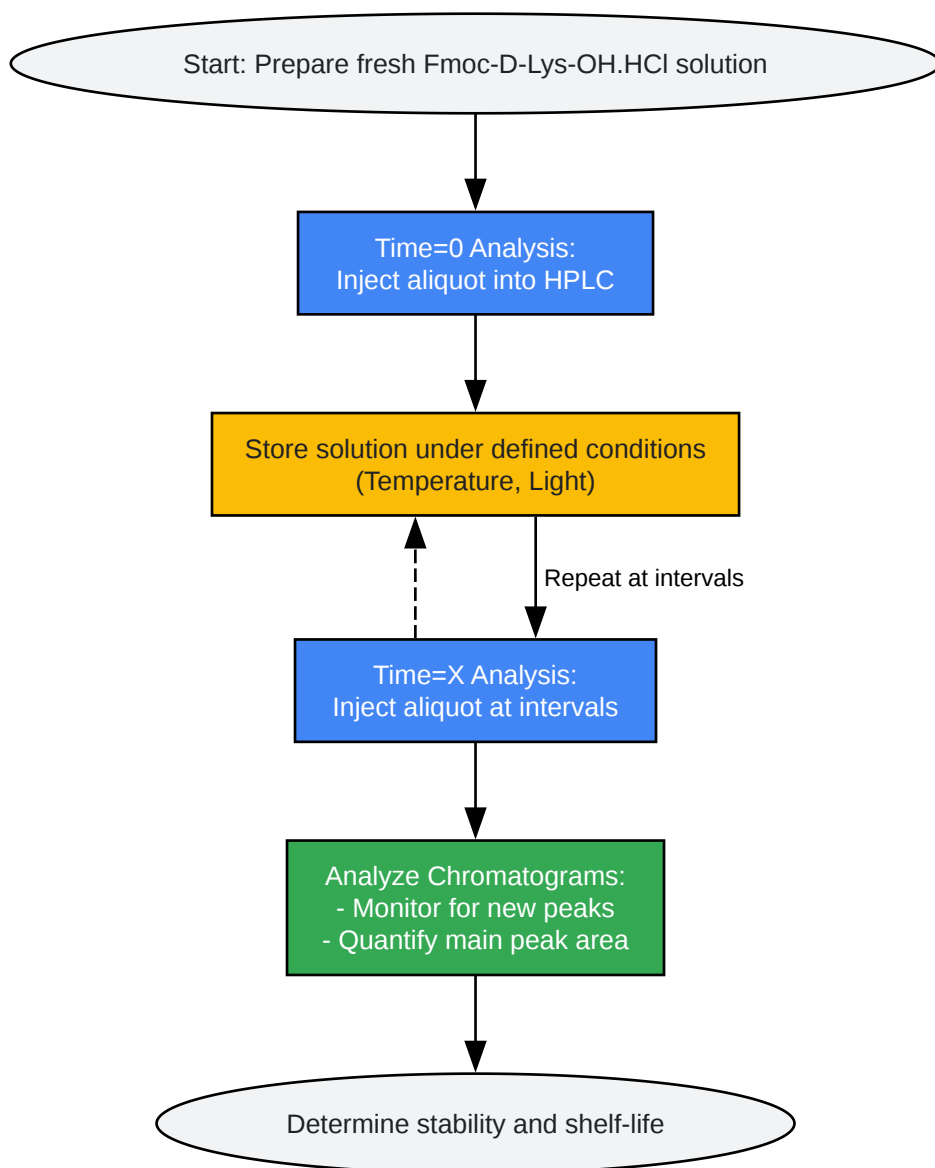 Start: Prepare fresh Fmoc-D-Lys-OH.HCl solution
Time=0 Analysis:
Inject aliquot into HPLC
Store solution under defined conditions
(Temperature, Light)
Repeat at intervals
Time=X Analysis:
Inject aliquot at intervals
Analyze Chromatograms:
- Monitor for new peaks
- Quantify main peak area
Determine stability and shelf-life